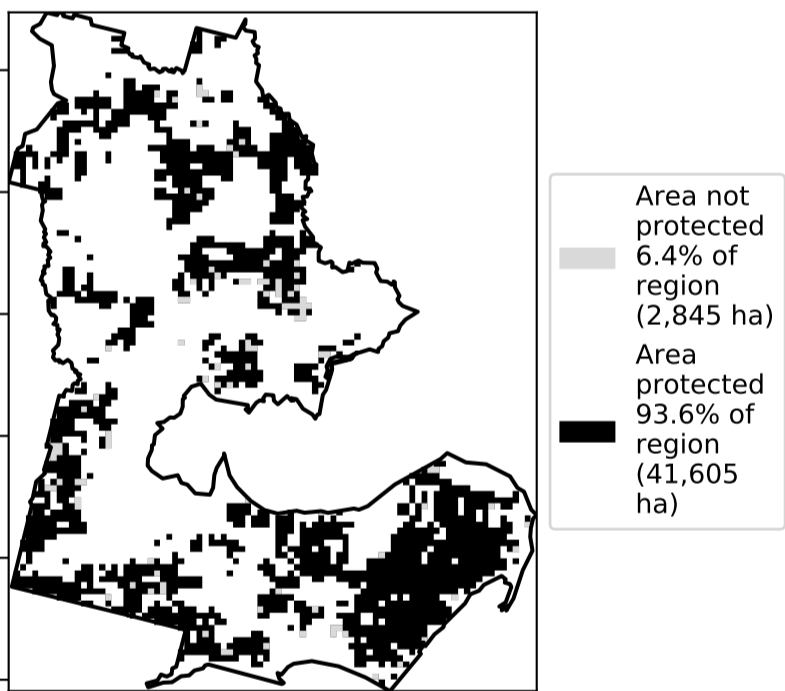 Area not
protected
6.4% of
region
(2,845 ha)
Area
protected
93.6% of
region
(41,605
ha)